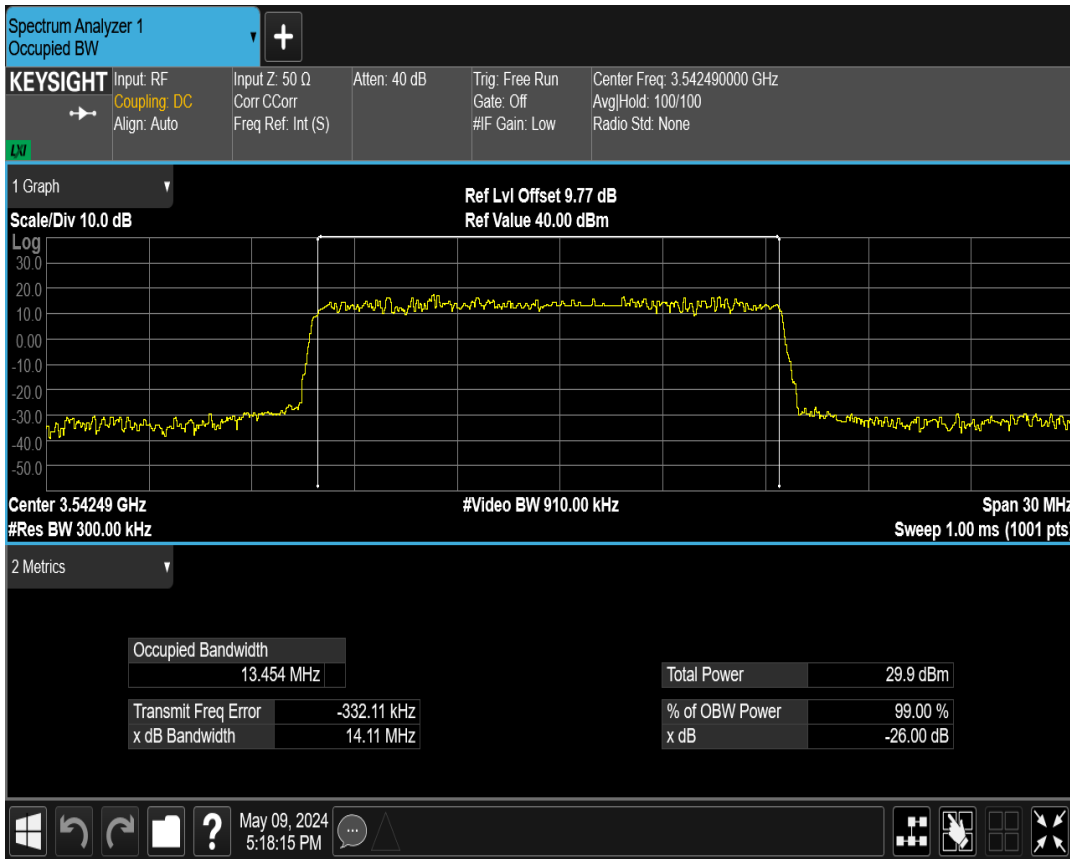 Spectrum Analyzer 1
Occupied BW
+
KEYSIGHT
LXI
Input: RF
Coupling: DC
Align: Auto
Input Z: 50 Ω
Corr CCorr
Freq Ref: Int (S)
Atten: 40 dB
Trig: Free Run
Gate: Off
#IF Gain: Low
Center Freq: 3.542490000 GHz
Avg|Hold: 100/100
Radio Std: None
1 Graph
Scale/Div 10.0 dB
Ref Lvl Offset 9.77 dB
Ref Value 40.00 dBm
Log
30.0
20.0
10.0
0.00
-10.0
-20.0
-30.0
-40.0
-50.0
Center 3.54249 GHz
#Video BW 910.00 kHz
Span 30 MHz
#Res BW 300.00 kHz
Sweep 1.00 ms (1001 pts)
2 Metrics
Occupied Bandwidth
13.454 MHz
Total Power 29.9 dBm
Transmit Freq Error -332.11 kHz
% of OBW Power 99.00 %
x dB Bandwidth 14.11 MHz
x dB -26.00 dB
?
May 09, 2024
5:18:15 PM